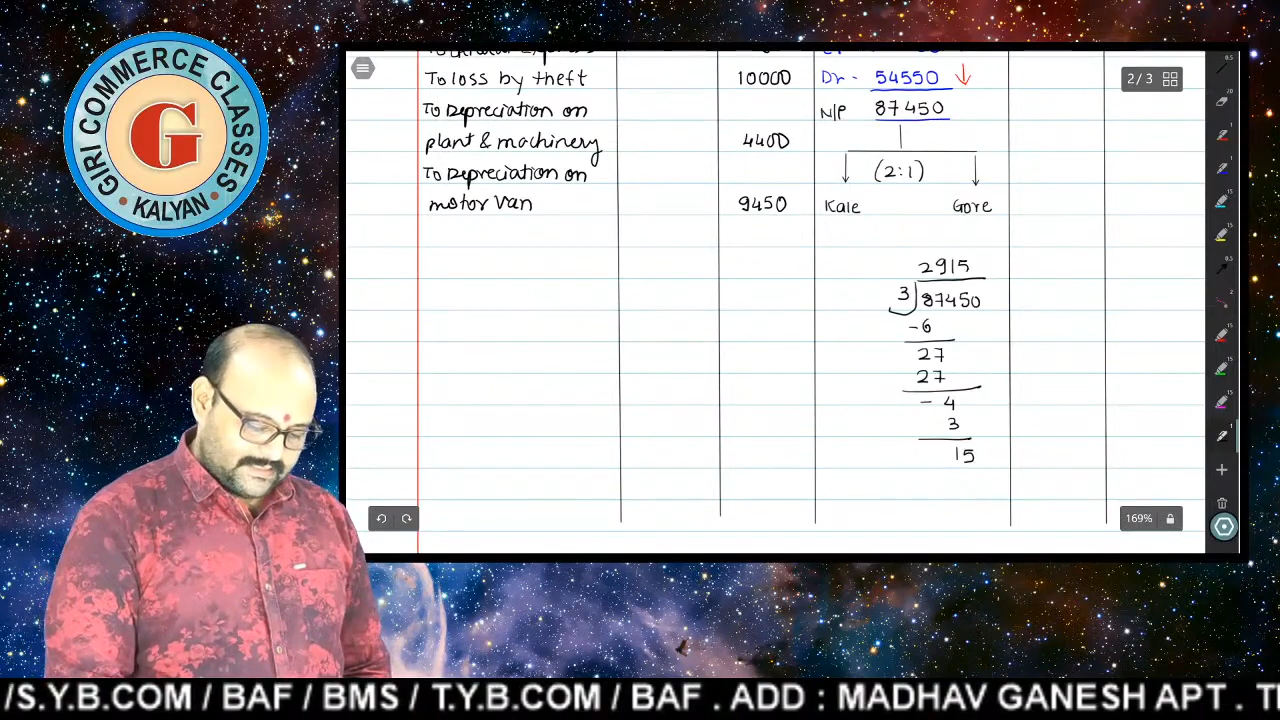 GIRI COMMERCE CLASSES
G
• KALYAN •
To loss by theft 10000
To Depreciation on
plant & machinery 4400
To Depreciation on
motor van 9450
Dr - 54550
N/P 87450
(2:1)
Kale Gore
2915
3 87450
-6
27
27
- 4
3
15
2/3
169%
/S.Y.B.COM / BAF / BMS / T.Y.B.COM / BAF . ADD : MADHAV GANESH APT . T